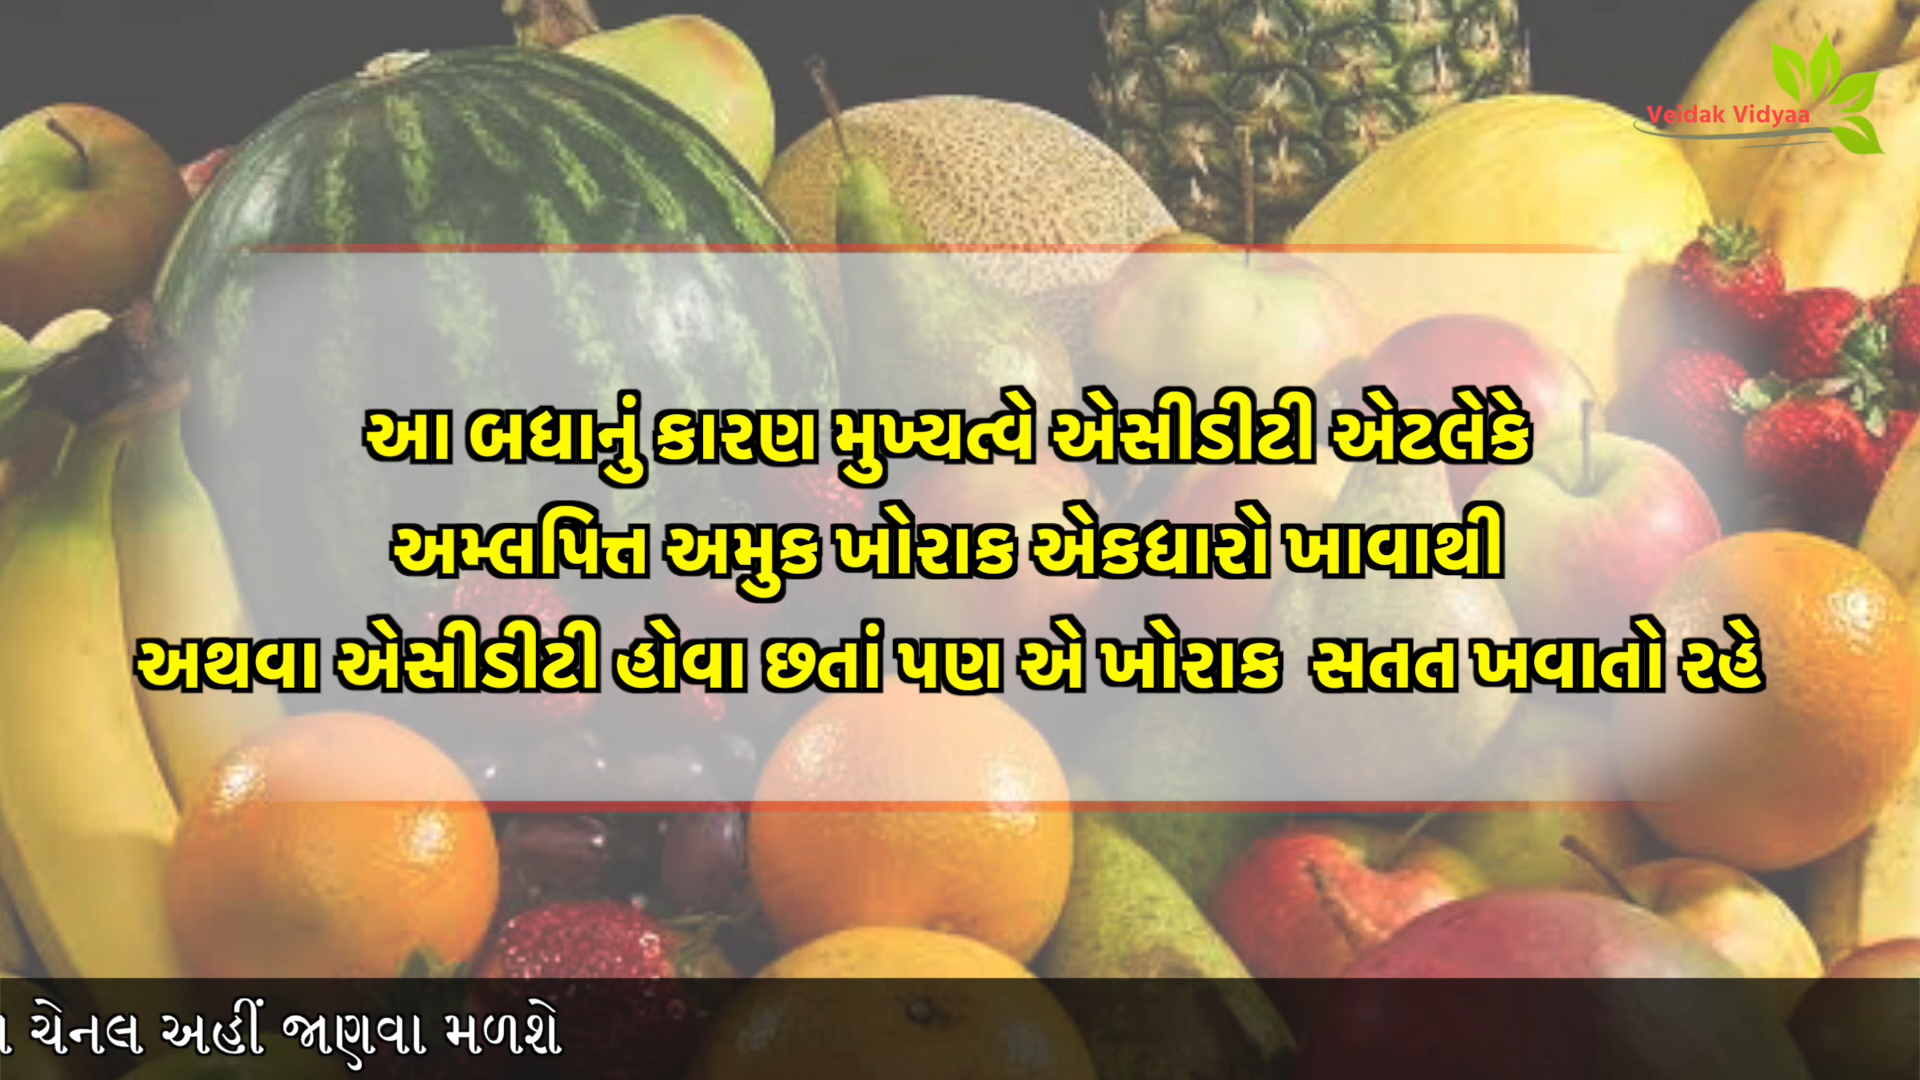 Veidak Vidyaa
આ બધાનું કારણ મુખ્યત્વે એસીડીટી એટલેકે
અમ્લપિત્ત અમુક ખોરાક એકધારો ખાવાથી
અથવા એસીડીટી હોવા છતાં પણ એ ખોરાક સતત ખવાતો રહે
ચેનલ અહીં જાણવા મળશે